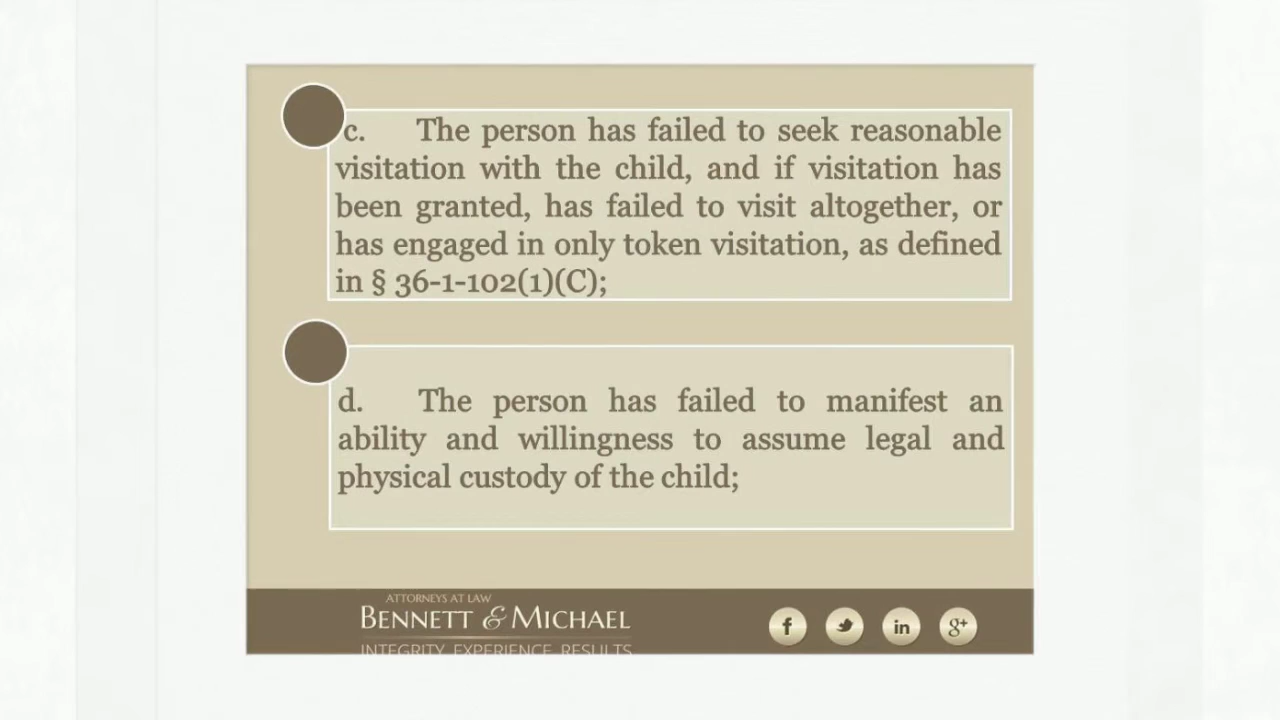 c. The person has failed to seek reasonable
visitation with the child, and if visitation has
been granted, has failed to visit altogether, or
has engaged in only token visitation, as defined
in § 36-1-102(1)(C);
d. The person has failed to manifest an
ability and willingness to assume legal and
physical custody of the child;
ATTORNEYS AT LAW
BENNETT & MICHAEL
INTEGRITY. EXPERIENCE. RESULTS.
f
in
g+